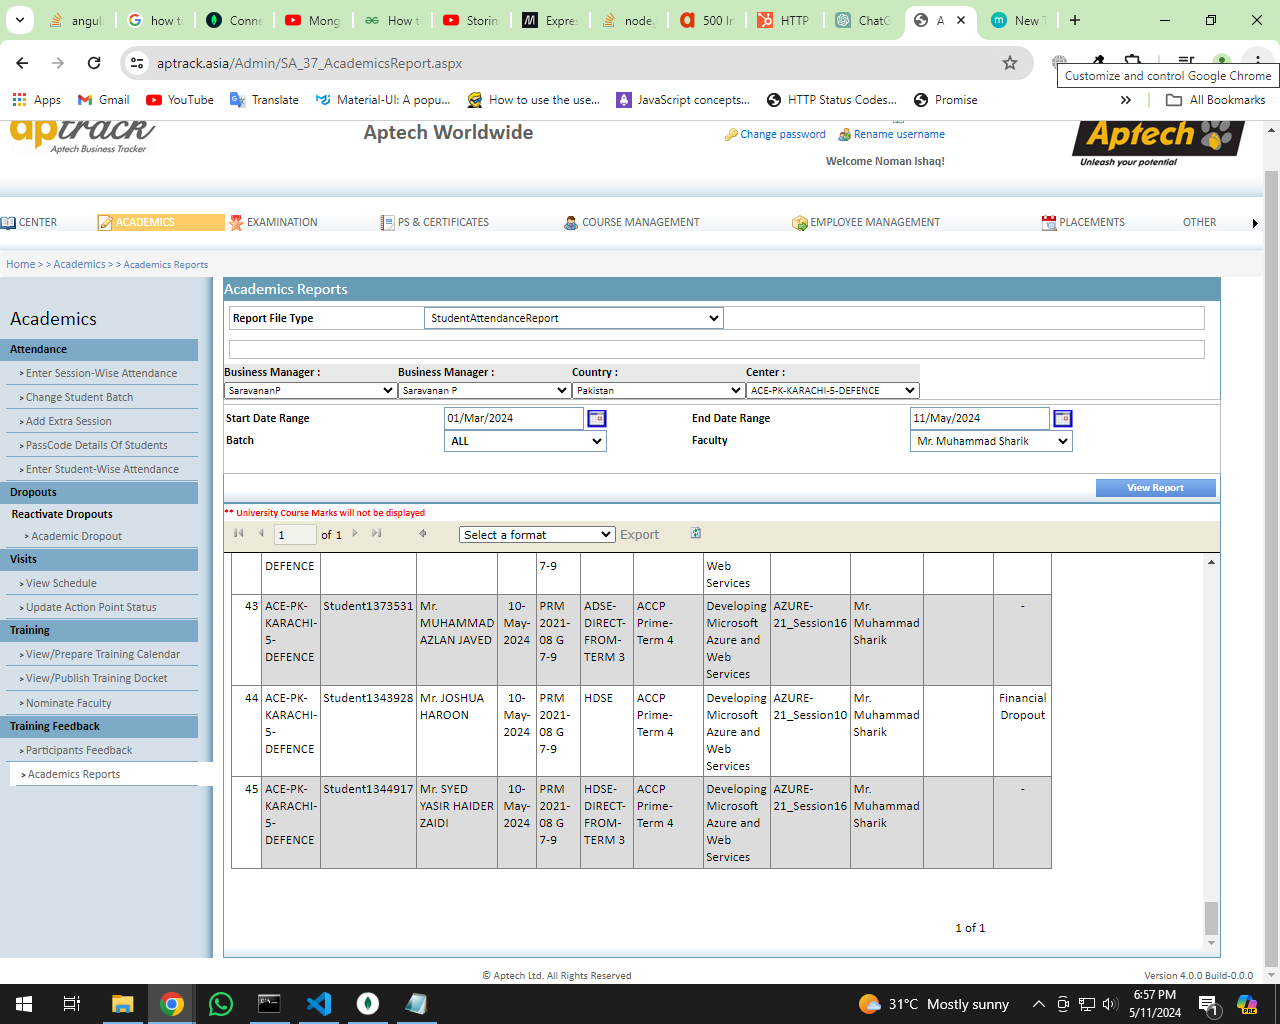 angul
how to
Conne
Mong
How t
Storin
Expre
node.
500 In
HTTP
ChatG
A
New T
aptrack.asia/Admin/SA_37_AcademicsReport.aspx
Customize and control Google Chrome
Apps
Gmail
YouTube
Translate
Material-UI: A popu...
How to use the use...
JavaScript concepts...
HTTP Status Codes...
Promise
All Bookmarks
aptrack
Aptech Business Tracker
Aptech Worldwide
Change password
Rename username
Welcome Noman Ishaq!
Aptech
Unleash your potential
CENTER
ACADEMICS
EXAMINATION
PS & CERTIFICATES
COURSE MANAGEMENT
EMPLOYEE MANAGEMENT
PLACEMENTS
OTHER
Home > > Academics > > Academics Reports
Academics
Attendance
> Enter Session-Wise Attendance
> Change Student Batch
> Add Extra Session
> PassCode Details Of Students
> Enter Student-Wise Attendance
Dropouts
Reactivate Dropouts
> Academic Dropout
Visits
> View Schedule
> Update Action Point Status
Training
> View/Prepare Training Calendar
> View/Publish Training Docket
> Nominate Faculty
Training Feedback
> Participants Feedback
> Academics Reports
Academics Reports
Report File Type
StudentAttendanceReport
Business Manager :
Business Manager :
Country :
Center :
SaravananP
Saravanan P
Pakistan
ACE-PK-KARACHI-5-DEFENCE
Start Date Range
01/Mar/2024
End Date Range
11/May/2024
Batch
ALL
Faculty
Mr. Muhammad Sharik
View Report
** University Course Marks will not be displayed
1
of 1
Select a format
Export
DEFENCE
7-9
Web
Services
43
ACE-PK-
KARACHI-
5-
DEFENCE
Student1373531
Mr.
MUHAMMAD
AZLAN JAVED
10-
May-
2024
PRM
2021-
08 G
7-9
ADSE-
DIRECT-
FROM-
TERM 3
ACCP
Prime-
Term 4
Developing
Microsoft
Azure and
Web
Services
AZURE-
21_Session16
Mr.
Muhammad
Sharik
-
44
ACE-PK-
KARACHI-
5-
DEFENCE
Student1343928
Mr. JOSHUA
HAROON
10-
May-
2024
PRM
2021-
08 G
7-9
HDSE
ACCP
Prime-
Term 4
Developing
Microsoft
Azure and
Web
Services
AZURE-
21_Session10
Mr.
Muhammad
Sharik
Financial
Dropout
45
ACE-PK-
KARACHI-
5-
DEFENCE
Student1344917
Mr. SYED
YASIR HAIDER
ZAIDI
10-
May-
2024
PRM
2021-
08 G
7-9
HDSE-
DIRECT-
FROM-
TERM 3
ACCP
Prime-
Term 4
Developing
Microsoft
Azure and
Web
Services
AZURE-
21_Session16
Mr.
Muhammad
Sharik
-
1 of 1
© Aptech Ltd. All Rights Reserved
Version 4.0.0 Build-0.0.0
31°C Mostly sunny
6:57 PM
5/11/2024
1
PRE